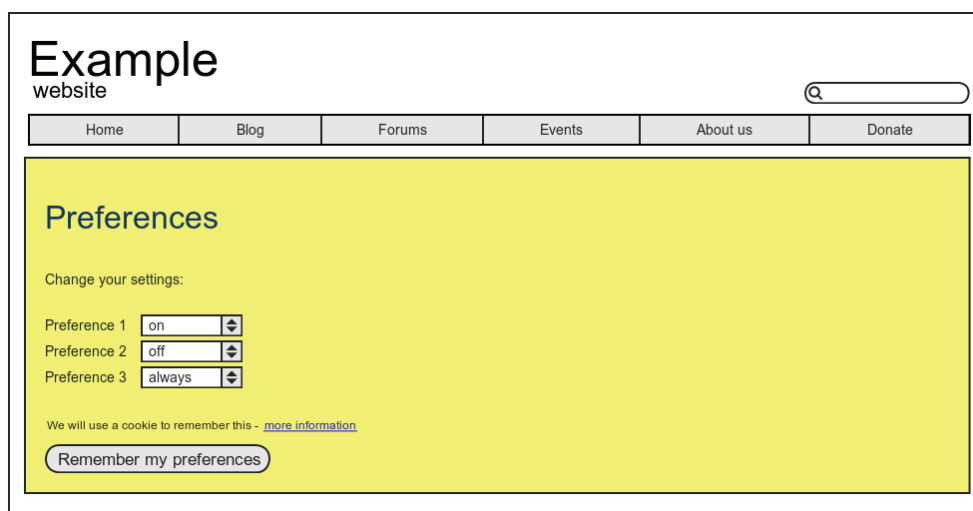 Example
website
Home Blog Forums Events About us Donate
Preferences
Change your settings:
Preference 1 on
Preference 2 off
Preference 3 always
We will use a cookie to remember this - more information
Remember my preferences